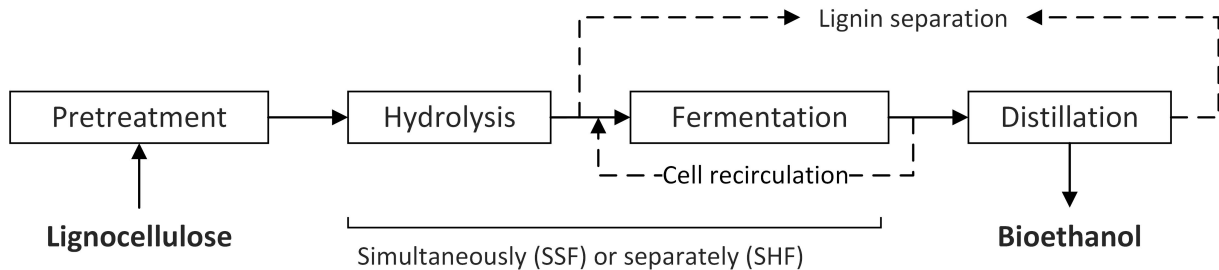 Lignin separation
Pretreatment
Hydrolysis
Fermentation
Distillation
Cell recirculation
Lignocellulose
Bioethanol
Simultaneously (SSF) or separately (SHF)